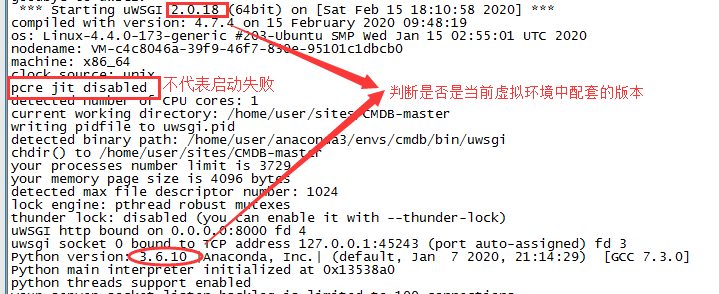 *** Starting uWSGI 2.0.18 (64bit) on [Sat Feb 15 18:10:58 2020] ***
compiled with version: 4.7.4 on 15 February 2020 09:48:19
os: Linux-4.4.0-173-generic #203-Ubuntu SMP Wed Jan 15 02:55:01 UTC 2020
nodename: VM-c4c8046a-39f9-46f7-830e-95101c1dbcb0
machine: x86_64
clock source: unix
pcre jit disabled 不代表启动失败
判断是否是当前虚拟环境中配套的版本
detected number of CPU cores: 1
current working directory: /home/user/sites/CMDB-master
writing pidfile to uwsgi.pid
detected binary path: /home/user/anaconda3/envs/cmdb/bin/uwsgi
chdir() to /home/user/sites/CMDB-master
your processes number limit is 3729
your memory page size is 4096 bytes
detected max file descriptor number: 1024
lock engine: pthread robust mutexes
thunder lock: disabled (you can enable it with --thunder-lock)
uWSGI http bound on 0.0.0.0:8000 fd 4
uwsgi socket 0 bound to TCP address 127.0.0.1:45243 (port auto-assigned) fd 3
Python version: 3.6.10 |Anaconda, Inc.| (default, Jan 7 2020, 21:14:29) [GCC 7.3.0]
Python main interpreter initialized at 0x13538a0
python threads support enabled